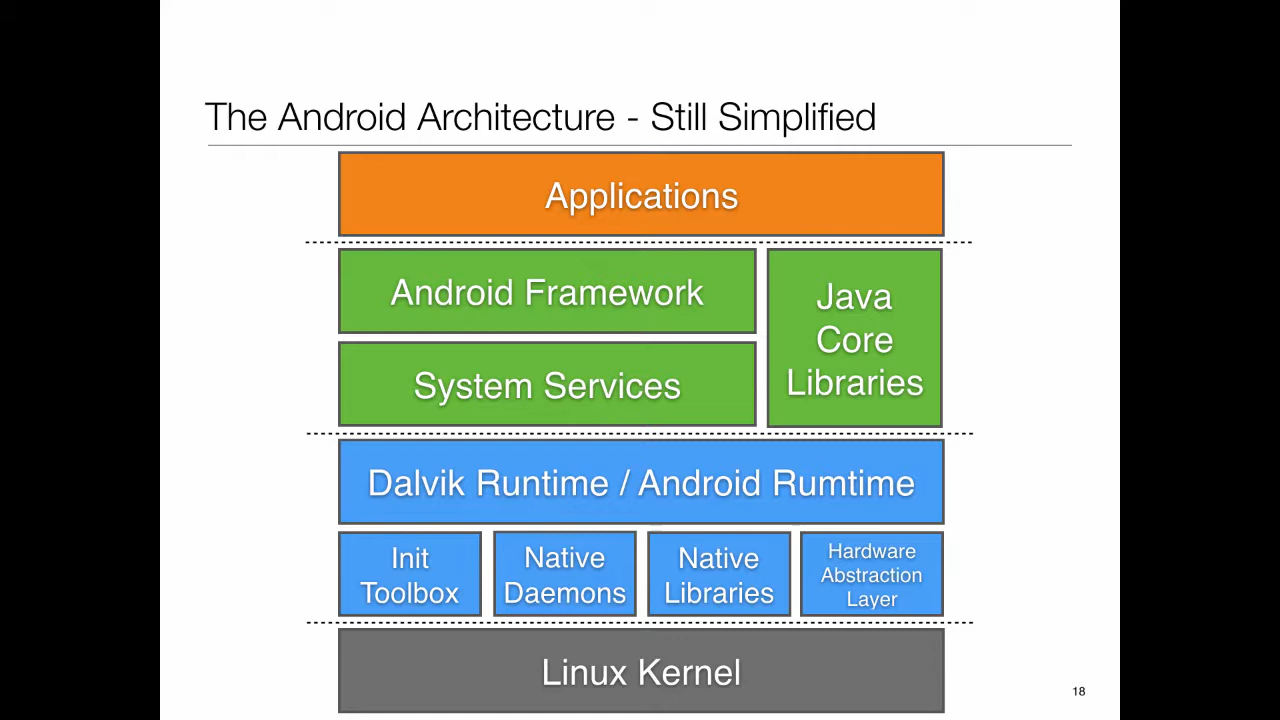 The Android Architecture - Still Simplified
Applications
Android Framework
System Services
Java
Core
Libraries
Dalvik Runtime / Android Rumtime
Init
Toolbox
Native
Daemons
Native
Libraries
Hardware
Abstraction
Layer
Linux Kernel
18